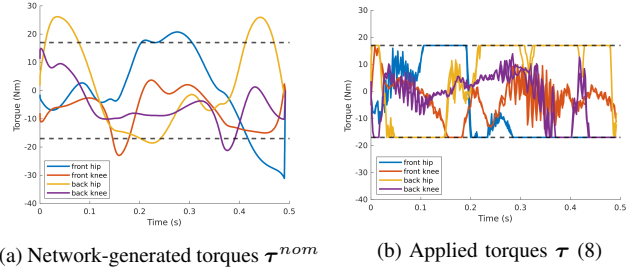 30
20
10
0
-10
-20
-30
-40
Torque (Nm)
front hip
front knee
back hip
back knee
0 0.1 0.2 0.3 0.4 0.5
Time (s)
(a) Network-generated torques τ^nom
30
20
10
0
-10
-20
-30
-40
Torque (Nm)
front hip
front knee
back hip
back knee
0 0.1 0.2 0.3 0.4 0.5
Time (s)
(b) Applied torques τ (8)